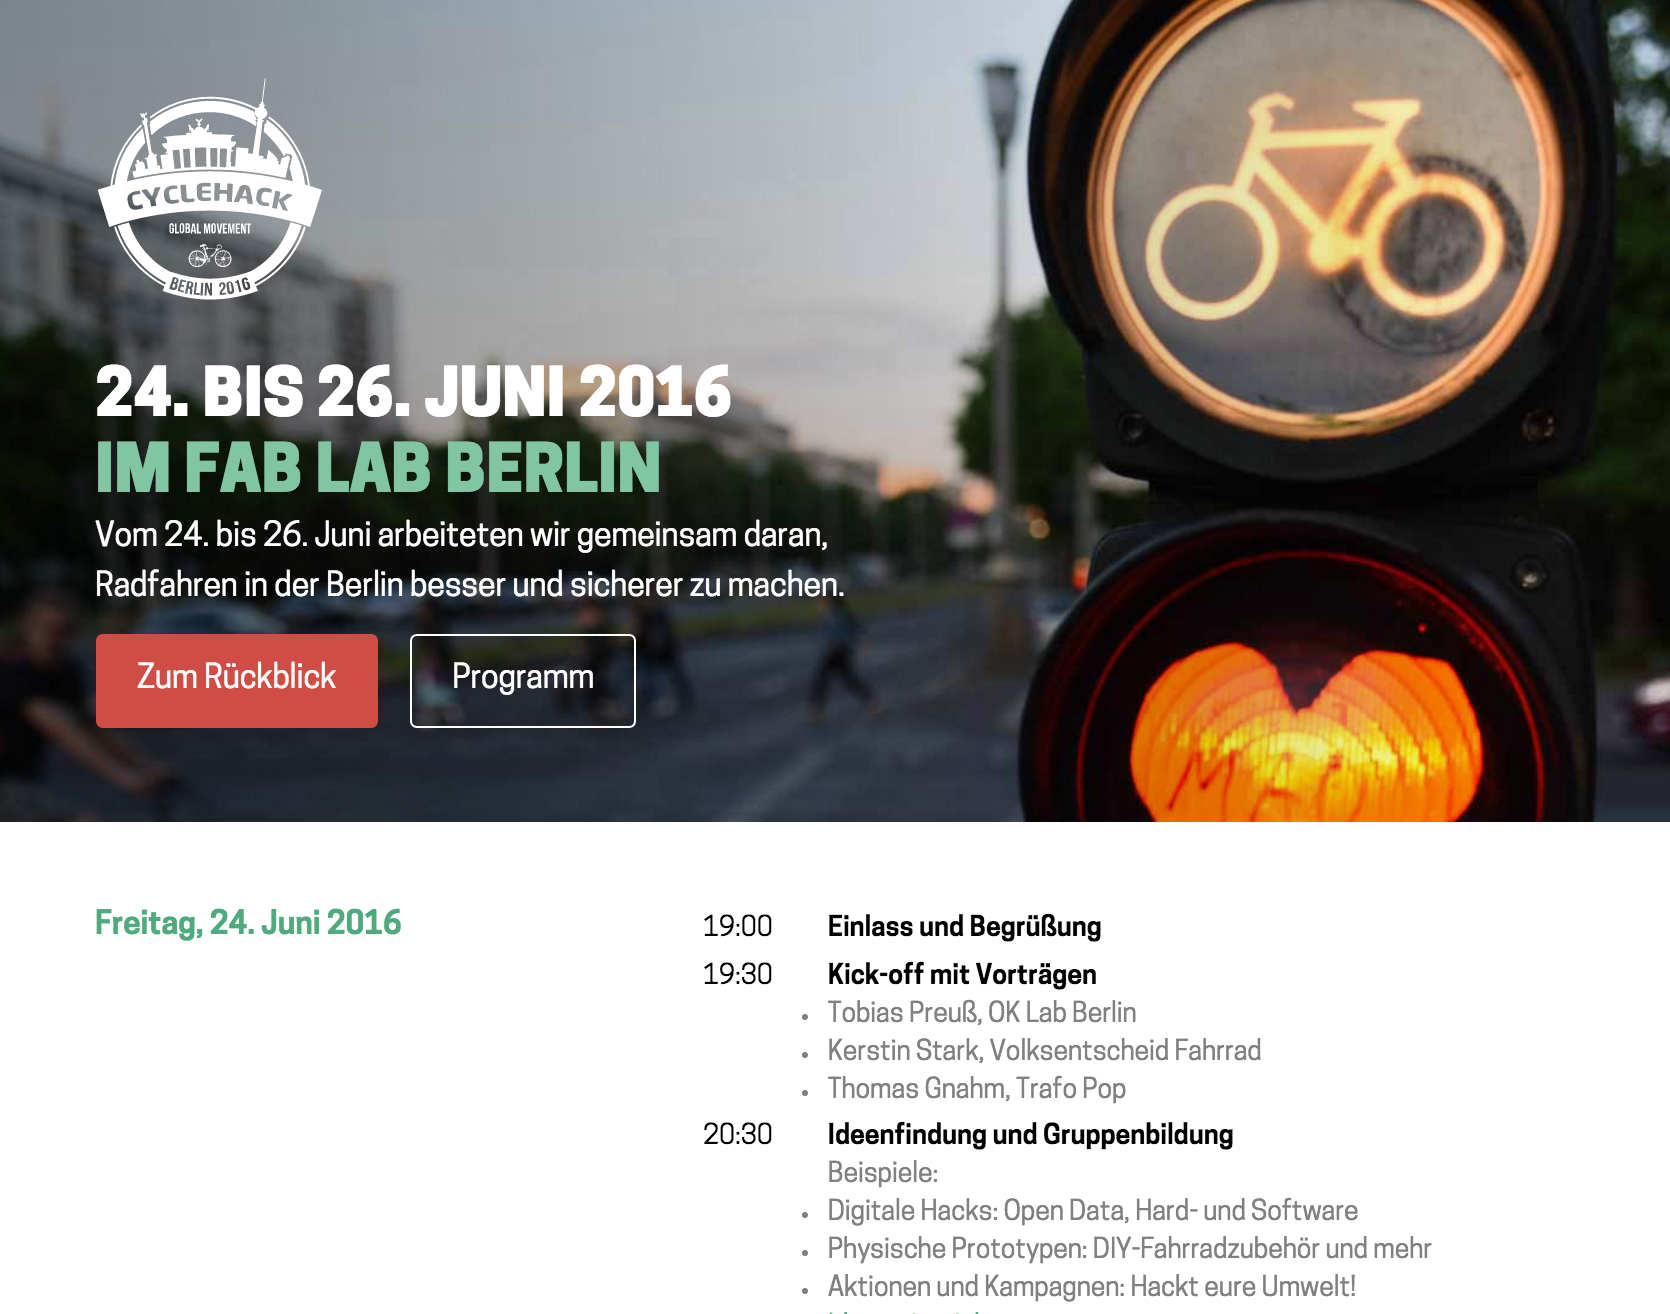 CYCLEHACK
GLOBAL MOVEMENT
BERLIN 2016
24. BIS 26. JUNI 2016
IM FAB LAB BERLIN
Vom 24. bis 26. Juni arbeiteten wir gemeinsam daran,
Radfahren in der Berlin besser und sicherer zu machen.
Zum Rückblick
Programm
Freitag, 24. Juni 2016
19:00 Einlass und Begrüßung
19:30 Kick-off mit Vorträgen
• Tobias Preuß, OK Lab Berlin
• Kerstin Stark, Volksentscheid Fahrrad
• Thomas Gnahm, Trafo Pop
20:30 Ideenfindung und Gruppenbildung
Beispiele:
• Digitale Hacks: Open Data, Hard- und Software
• Physische Prototypen: DIY-Fahrradzubehör und mehr
• Aktionen und Kampagnen: Hackt eure Umwelt!